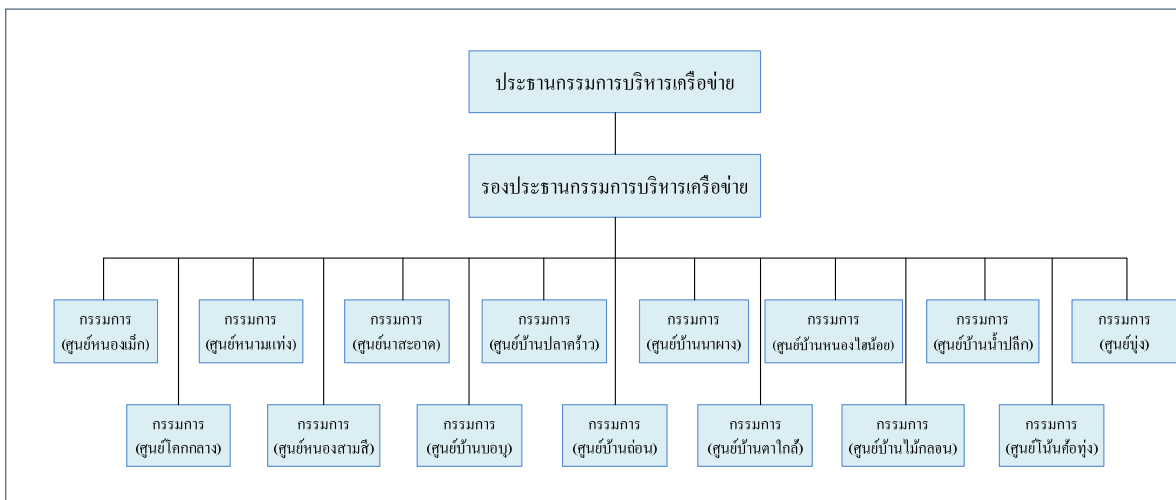 ประธานกรรมการบริหารเครือข่าย
รองประธานกรรมการบริหารเครือข่าย
กรรมการ
(ศูนย์หนองเม็ก)
กรรมการ
(ศูนย์หนามแท่ง)
กรรมการ
(ศูนย์นาสะอาด)
กรรมการ
(ศูนย์บ้านปลาคร้าว)
กรรมการ
(ศูนย์บ้านนาผาง)
กรรมการ
(ศูนย์บ้านหนองไฮน้อย)
กรรมการ
(ศูนย์บ้านน้ำปลีก)
กรรมการ
(ศูนย์บุ่ง)
กรรมการ
(ศูนย์โคกกลาง)
กรรมการ
(ศูนย์หนองสามสี)
กรรมการ
(ศูนย์บ้านบอบุ)
กรรมการ
(ศูนย์บ้านถ่อน)
กรรมการ
(ศูนย์บ้านตาใกล้)
กรรมการ
(ศูนย์บ้านไม้กลอน)
กรรมการ
(ศูนย์โน้นค้อทุ่ง)